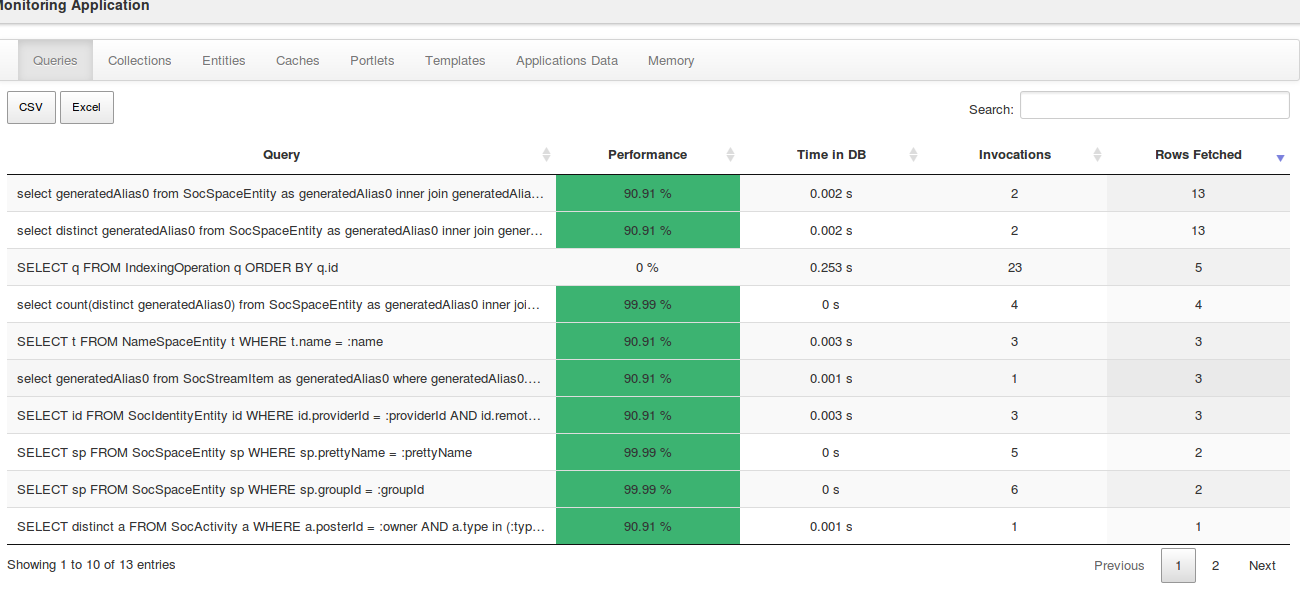 Monitoring Application
Queries Collections Entities Caches Portlets Templates Applications Data Memory
CSV Excel Search:
Query Performance Time in DB Invocations Rows Fetched
select generatedAlias0 from SocSpaceEntity as generatedAlias0 inner join generatedAlia… 90.91 % 0.002 s 2 13
select distinct generatedAlias0 from SocSpaceEntity as generatedAlias0 inner join gener… 90.91 % 0.002 s 2 13
SELECT q FROM IndexingOperation q ORDER BY q.id 0 % 0.253 s 23 5
select count(distinct generatedAlias0) from SocSpaceEntity as generatedAlias0 inner joi… 99.99 % 0 s 4 4
SELECT t FROM NameSpaceEntity t WHERE t.name = :name 90.91 % 0.003 s 3 3
select generatedAlias0 from SocStreamItem as generatedAlias0 where generatedAlias0.… 90.91 % 0.001 s 1 3
SELECT id FROM SocIdentityEntity id WHERE id.providerId = :providerId AND id.remot… 90.91 % 0.003 s 3 3
SELECT sp FROM SocSpaceEntity sp WHERE sp.prettyName = :prettyName 99.99 % 0 s 5 2
SELECT sp FROM SocSpaceEntity sp WHERE sp.groupId = :groupId 99.99 % 0 s 6 2
SELECT distinct a FROM SocActivity a WHERE a.posterId = :owner AND a.type in (:typ… 90.91 % 0.001 s 1 1
Showing 1 to 10 of 13 entries Previous 1 2 Next